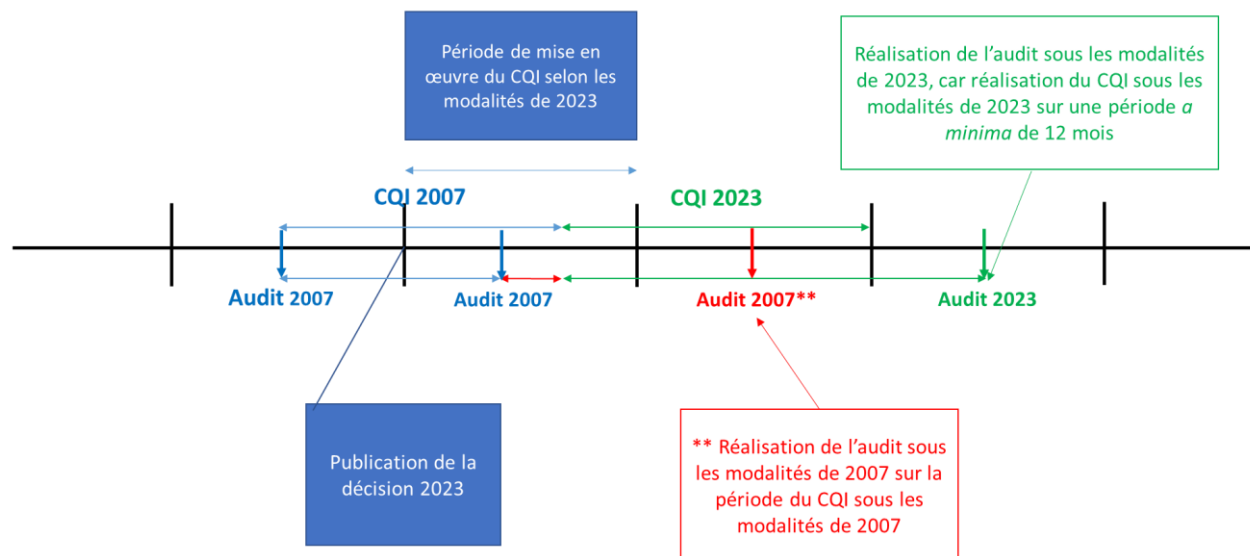 Période de mise en
œuvre du CQI selon les
modalités de 2023
Réalisation de l’audit sous les modalités
de 2023, car réalisation du CQI sous les
modalités de 2023 sur une période a
minima de 12 mois
CQI 2007
CQI 2023
Audit 2007
Audit 2007
Audit 2007**
Audit 2023
Publication de la
décision 2023
** Réalisation de l’audit sous
les modalités de 2007 sur la
période du CQI sous les
modalités de 2007